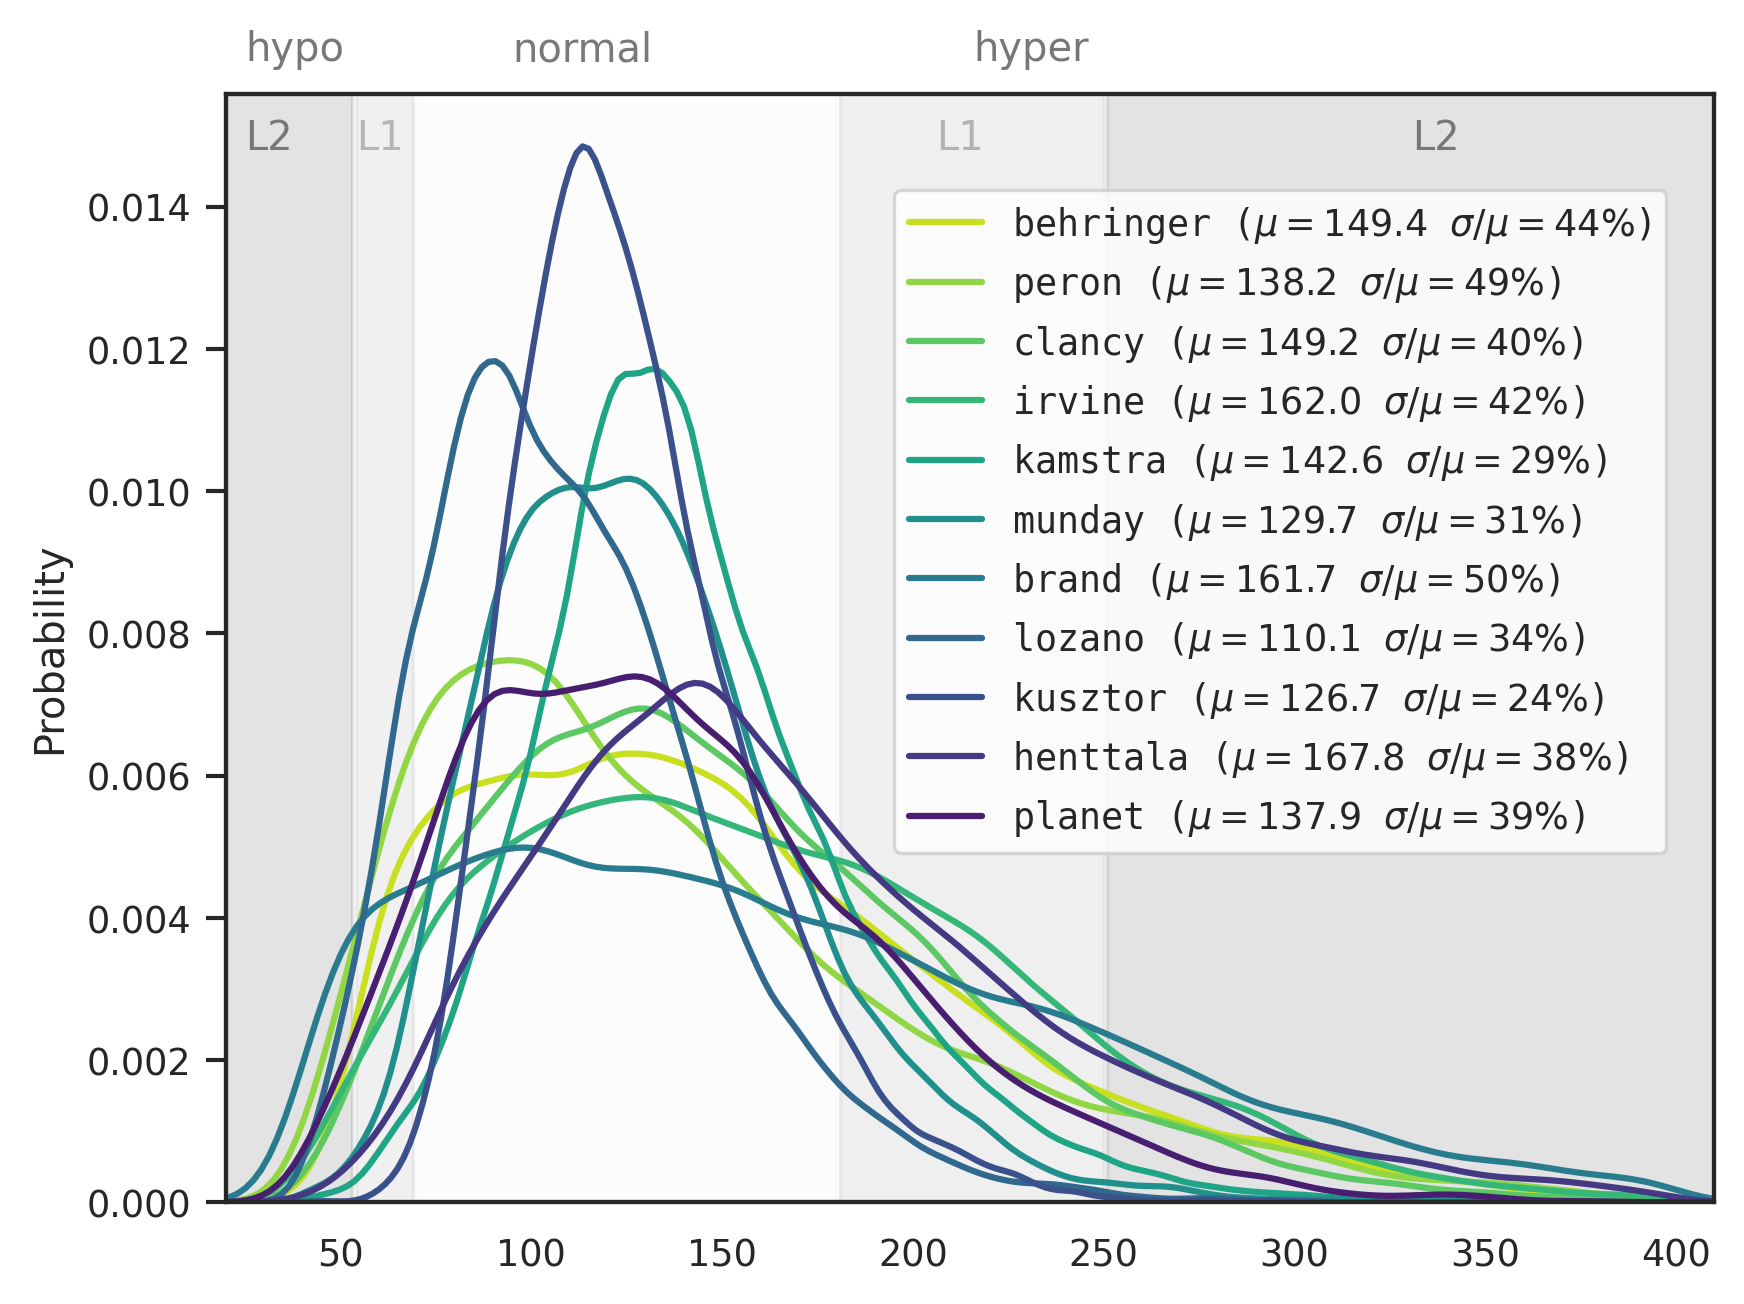 hypo normal hyper
L2 L1 L1 L2
Probability
0.014
0.012
0.010
0.008
0.006
0.004
0.002
0.000
behringer (μ = 149.4 σ/μ = 44%)
peron (μ = 138.2 σ/μ = 49%)
clancy (μ = 149.2 σ/μ = 40%)
irvine (μ = 162.0 σ/μ = 42%)
kamstra (μ = 142.6 σ/μ = 29%)
munday (μ = 129.7 σ/μ = 31%)
brand (μ = 161.7 σ/μ = 50%)
lozano (μ = 110.1 σ/μ = 34%)
kusztor (μ = 126.7 σ/μ = 24%)
henttala (μ = 167.8 σ/μ = 38%)
planet (μ = 137.9 σ/μ = 39%)
50 100 150 200 250 300 350 400